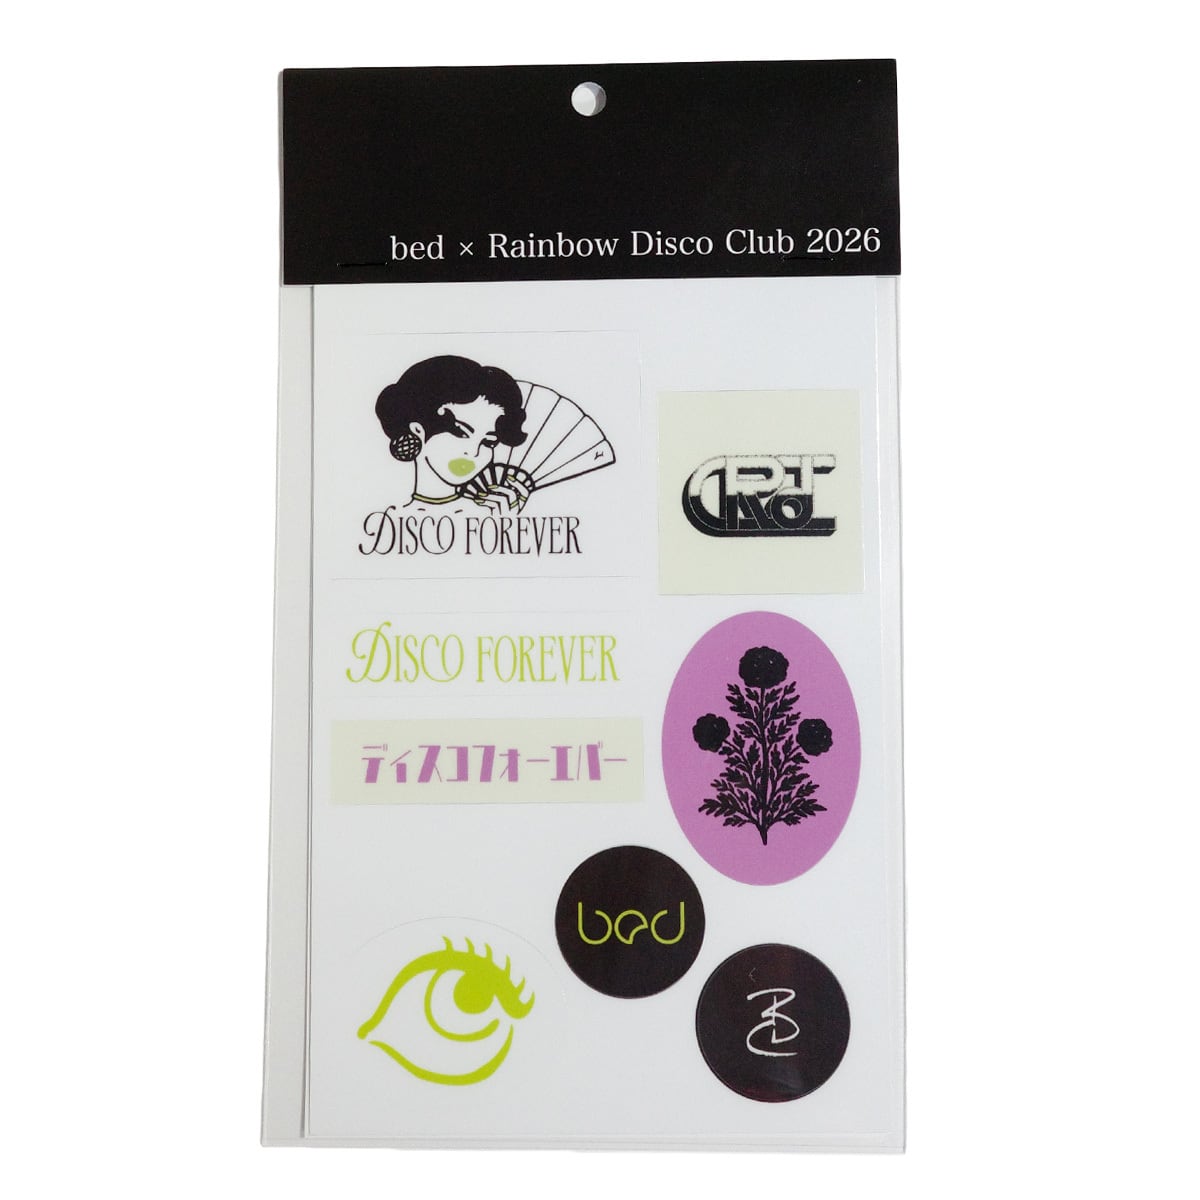 bed × Rainbow Disco Club 2026
DISCO FOREVER
DISCO FOREVER
ディスコフォーエバー
bed